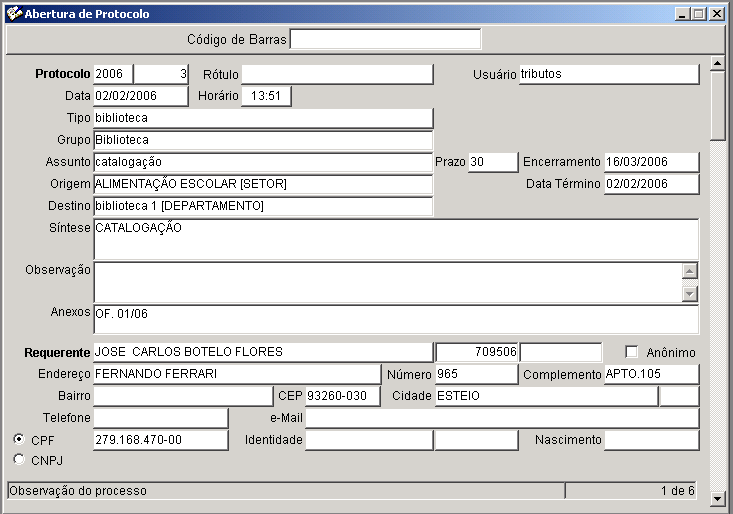 Abertura de Protocolo
Código de Barras
Protocolo 2006 3 Rótulo Usuário tributos
Data 02/02/2006 Horário 13:51
Tipo biblioteca
Grupo Biblioteca
Assunto catalogação Prazo 30 Encerramento 16/03/2006
Origem ALIMENTAÇÃO ESCOLAR [SETOR] Data Término 02/02/2006
Destino biblioteca 1 [DEPARTAMENTO]
Síntese CATALOGAÇÃO
Observação
Anexos OF. 01/06
Requerente JOSE CARLOS BOTELO FLORES 709506 Anônimo
Endereço FERNANDO FERRARI Número 965 Complemento APTO.105
Bairro CEP 93260-030 Cidade ESTEIO
Telefone e-Mail
CPF 279.168.470-00 Identidade Nascimento
CNPJ
Observação do processo 1 de 6